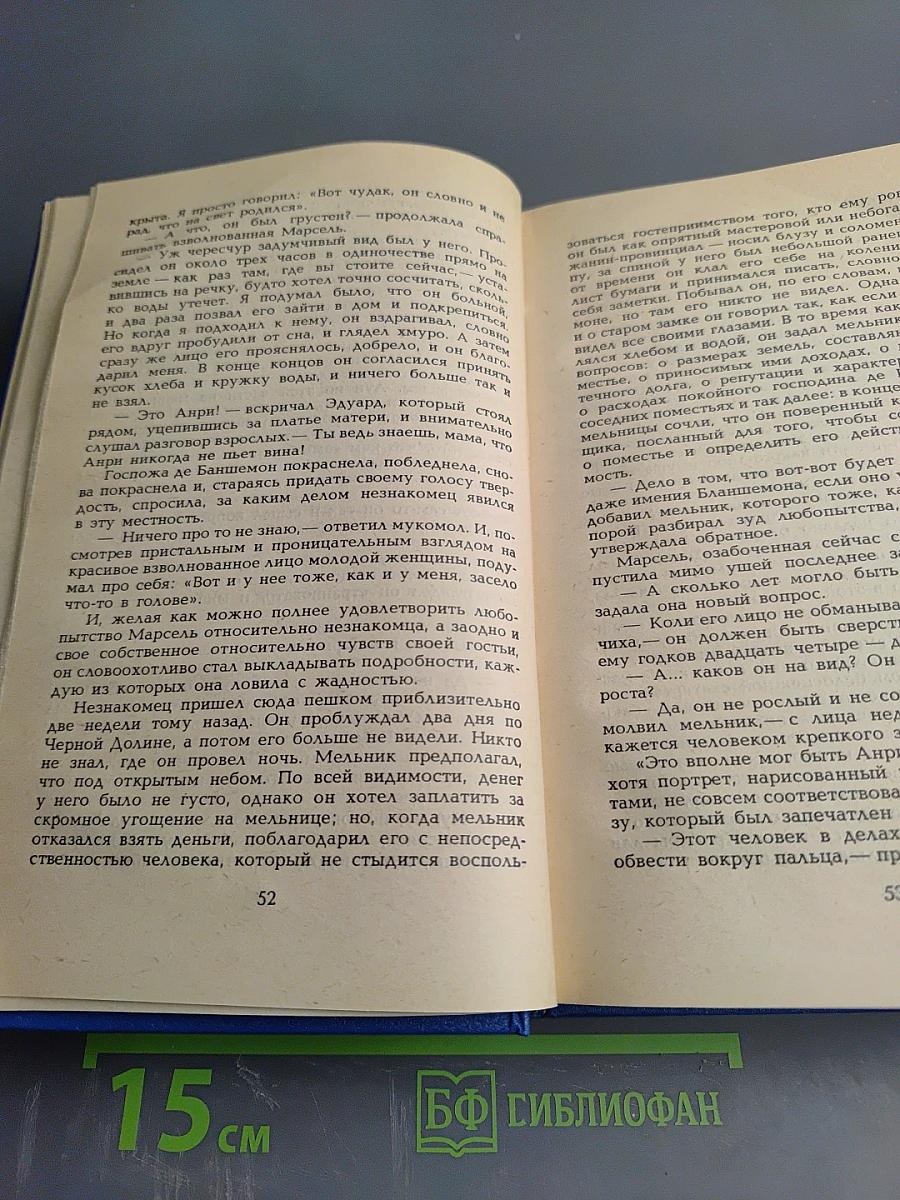 крыта. Я просто говорил: «Вот чудак, он словно и не
рад, что на свет родился».
— А что, он был грустен? — продолжала спра-
шивать взволнованная Марсель.
— Уж чересчур задумчивый вид был у него. Про-
сидел он около трех часов в одиночестве прямо на
земле — как раз там, где вы стоите сейчас, — уста-
вившись на речку, будто хотел точно сосчитать, сколь-
ко воды утечет. Я подумал было, что он больной,
и два раза позвал его зайти в дом и подкрепиться.
Но когда я подходил к нему, он вздрагивал, словно
его вдруг пробудили от сна, и глядел хмуро. А затем
сразу же лицо его прояснялось, добрело, и он благо-
дарил меня. В конце концов он согласился принять
кусок хлеба и кружку воды, и ничего больше так и
не взял.
— Это Анри! — вскричал Эдуард, который стоял
рядом, уцепившись за платье матери, и внимательно
слушал разговор взрослых. — Ты ведь знаешь, мама, что
Анри никогда не пьет вина!
Госпожа де Баншемон покраснела, побледнела, сно-
ва покраснела и, стараясь придать своему голосу твер-
дость, спросила, за каким делом незнакомец явился
в эту местность.
— Ничего про то не знаю, — ответил мукомол. И, по-
смотрев пристальным и проницательным взглядом на
красивое взволнованное лицо молодой женщины, поду-
мал про себя: «Вот и у нее тоже, как и у меня, засело
что-то в голове».
И, желая как можно полнее удовлетворить любо-
пытство Марсель относительно незнакомца, а заодно и
свое собственное относительно чувств своей гостьи,
он словоохотливо стал выкладывать подробности, каж-
дую из которых она ловила с жадностью.
Незнакомец пришел сюда пешком приблизительно
две недели тому назад. Он проблуждал два дня по
Черной Долине, а потом его больше не видели. Никто
не знал, где он провел ночь. Мельник предполагал,
что под открытым небом. По всей видимости, денег
у него было не густо, однако он хотел заплатить за
скромное угощение на мельнице; но, когда мельник
отказался взять деньги, поблагодарил его с непосред-
ственностью человека, который не стыдится восполь-
52
зоваться гостеприимством того, кто ему
он был как опрятный мастеровой или
жанин-провинциал — носил блузу и
пу, за спиной у него был небольшой
от времени он клал его себе на
лист бумаги и принимался писать, словно
себя заметки. Побывал он, по его словам,
моне, но там его никто не видел.
и о старом замке он говорил так, как если
видел все своими глазами. В то время как
лялся хлебом и водой, он задал
вопросов: о размерах земель,
местье, о приносимых ими доходах, о
течного долга, о репутации и
о расходах покойного господина де
соседних поместьях и так далее: в конце
мельницы сочли, что он поверенный
щика, посланный для того, чтобы
о поместье и определить его
мость.
— Дело в том, что вот-вот будет
даже имения Бланшемона, если оно
добавил мельник, которого тоже,
порой разбирал зуд любопытства,
утверждала обратное.
Марсель, озабоченная сейчас
пустила мимо ушей последнее
— А сколько лет могло быть
задала она новый вопрос.
— Коли его лицо не
чиха, — он должен быть
ему годков двадцать четыре —
— А... каков он на вид? Он
роста?
— Да, он не рослый и не
молвил мельник, — с лица
кажется человеком крепкого
«Это вполне мог быть
хотя портрет, нарисованный
тами, не совсем
зу, который был запечатлен
— Этот человек в делах
обвести вокруг пальца, —
53
15 см
БФ БИБЛИОФАН